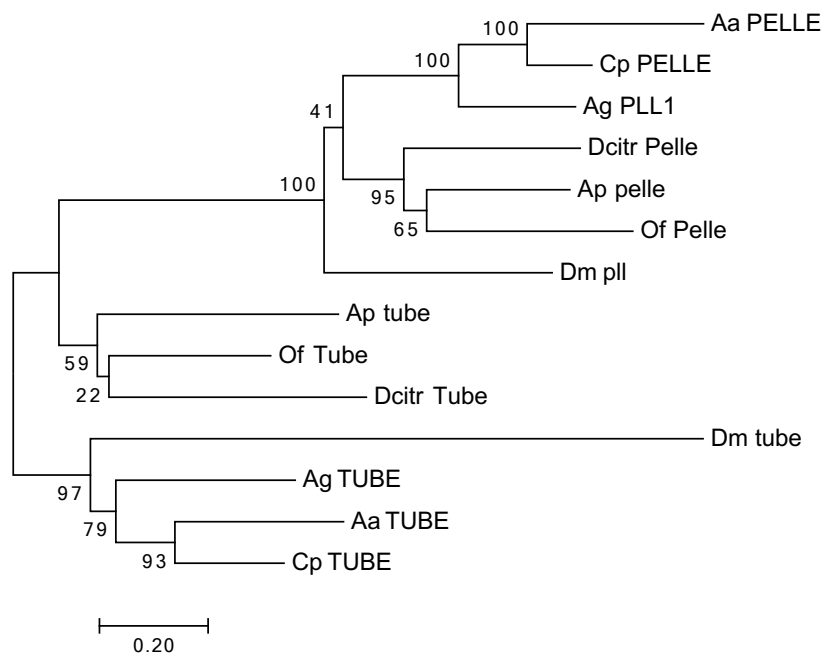 Aa PELLE
100
Cp PELLE
100
Ag PLL1
41
Dcitr Pelle
Ap pelle
95
100
65
Of Pelle
Dm pll
Ap tube
Of Tube
59
22
Dcitr Tube
Dm tube
Ag TUBE
97
Aa TUBE
79
93
Cp TUBE
0.20